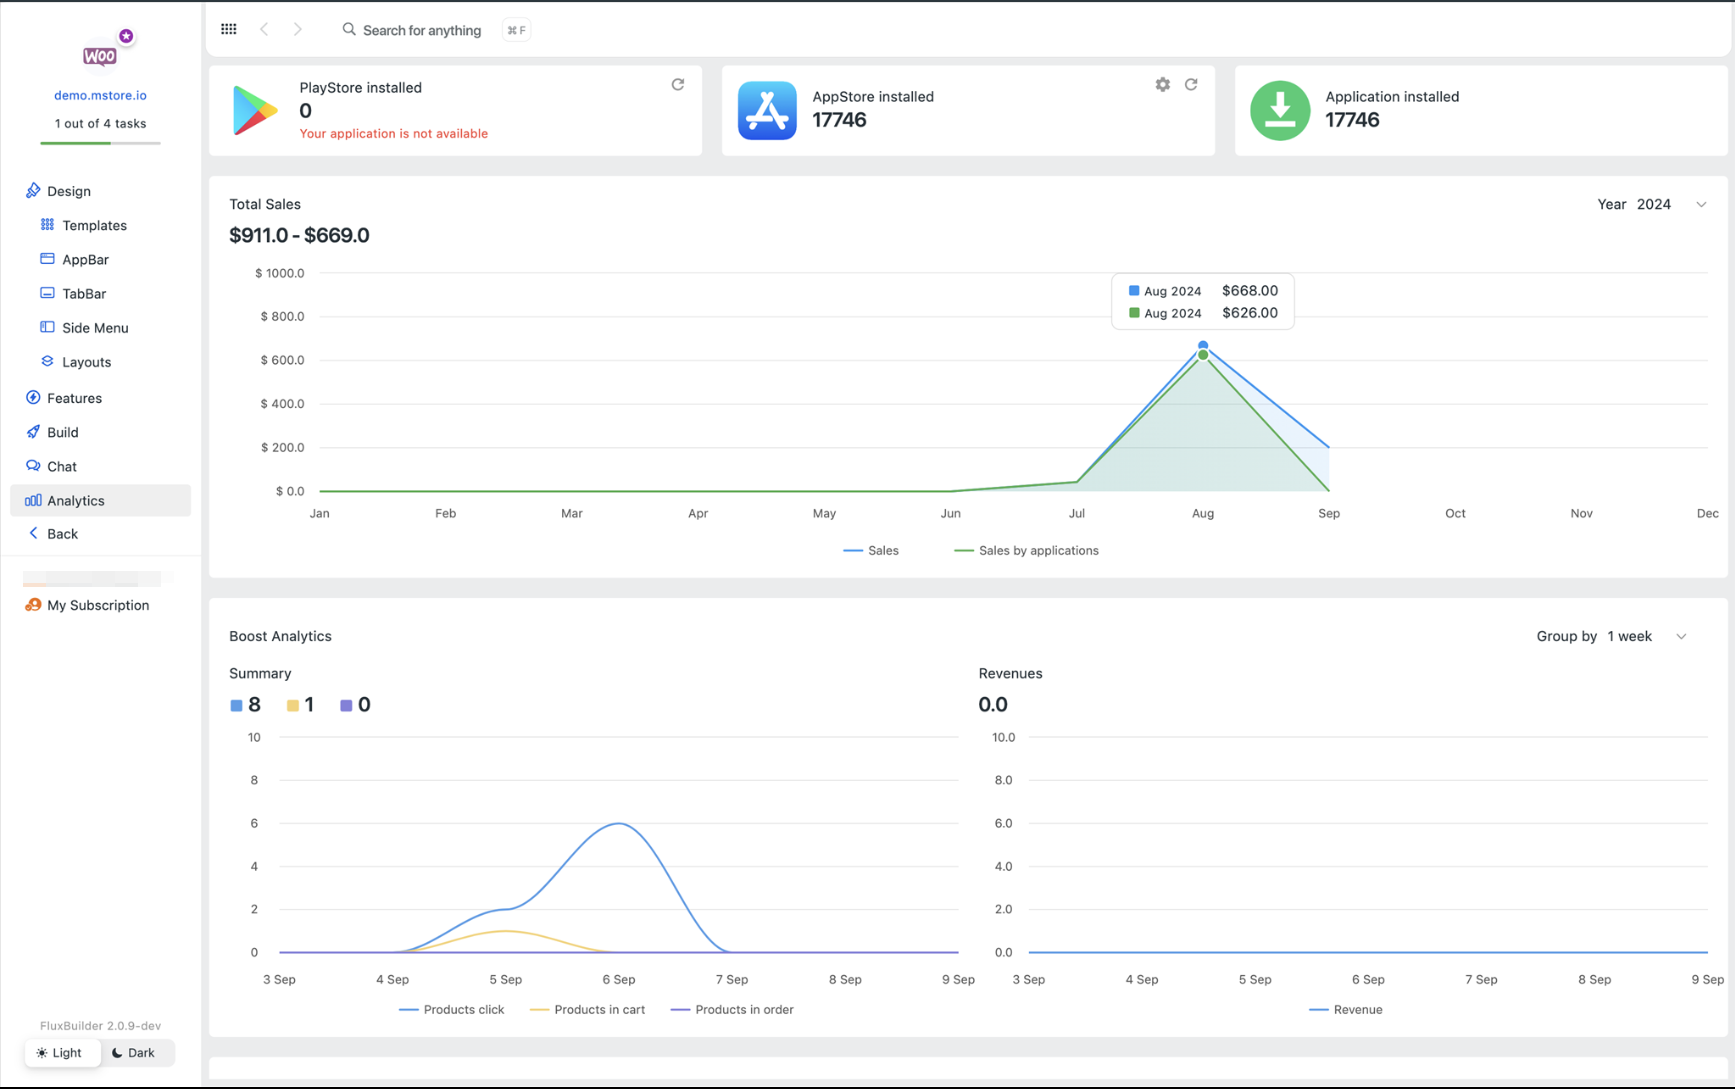 WOO
demo.mstore.io
1 out of 4 tasks
Design
Templates
AppBar
TabBar
Side Menu
Layouts
Features
Build
Chat
Analytics
Back
My Subscription
FluxBuilder 2.0.9-dev
Light Dark
Search for anything ⌘ F
PlayStore installed
0
Your application is not available
AppStore installed
17746
Application installed
17746
Total Sales
Year 2024
$911.0 - $669.0
$ 1000.0
$ 800.0
$ 600.0
$ 400.0
$ 200.0
$ 0.0
Aug 2024 $668.00
Aug 2024 $626.00
Jan Feb Mar Apr May Jun Jul Aug Sep Oct Nov Dec
Sales Sales by applications
Boost Analytics
Group by 1 week
Summary
8 1 0
10
8
6
4
2
0
3 Sep 4 Sep 5 Sep 6 Sep 7 Sep 8 Sep 9 Sep
Products click Products in cart Products in order
Revenues
0.0
10.0
8.0
6.0
4.0
2.0
0.0
3 Sep 4 Sep 5 Sep 6 Sep 7 Sep 8 Sep 9 Sep
Revenue